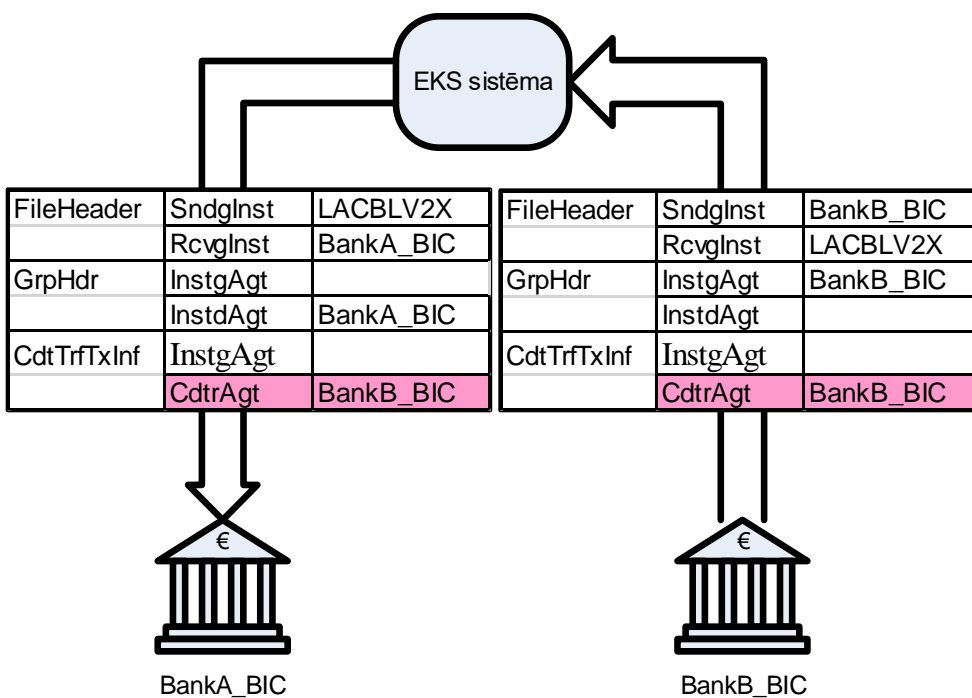 EKS sistēma
FileHeader SndgInst LACBLV2X
RcvgInst BankA_BIC
GrpHdr InstgAgt
InstdAgt BankA_BIC
CdtTrfTxInf InstgAgt
CdtrAgt BankB_BIC
FileHeader SndgInst BankB_BIC
RcvgInst LACBLV2X
GrpHdr InstgAgt BankB_BIC
InstdAgt
CdtTrfTxInf InstgAgt
CdtrAgt BankB_BIC
€
€
BankA_BIC
BankB_BIC